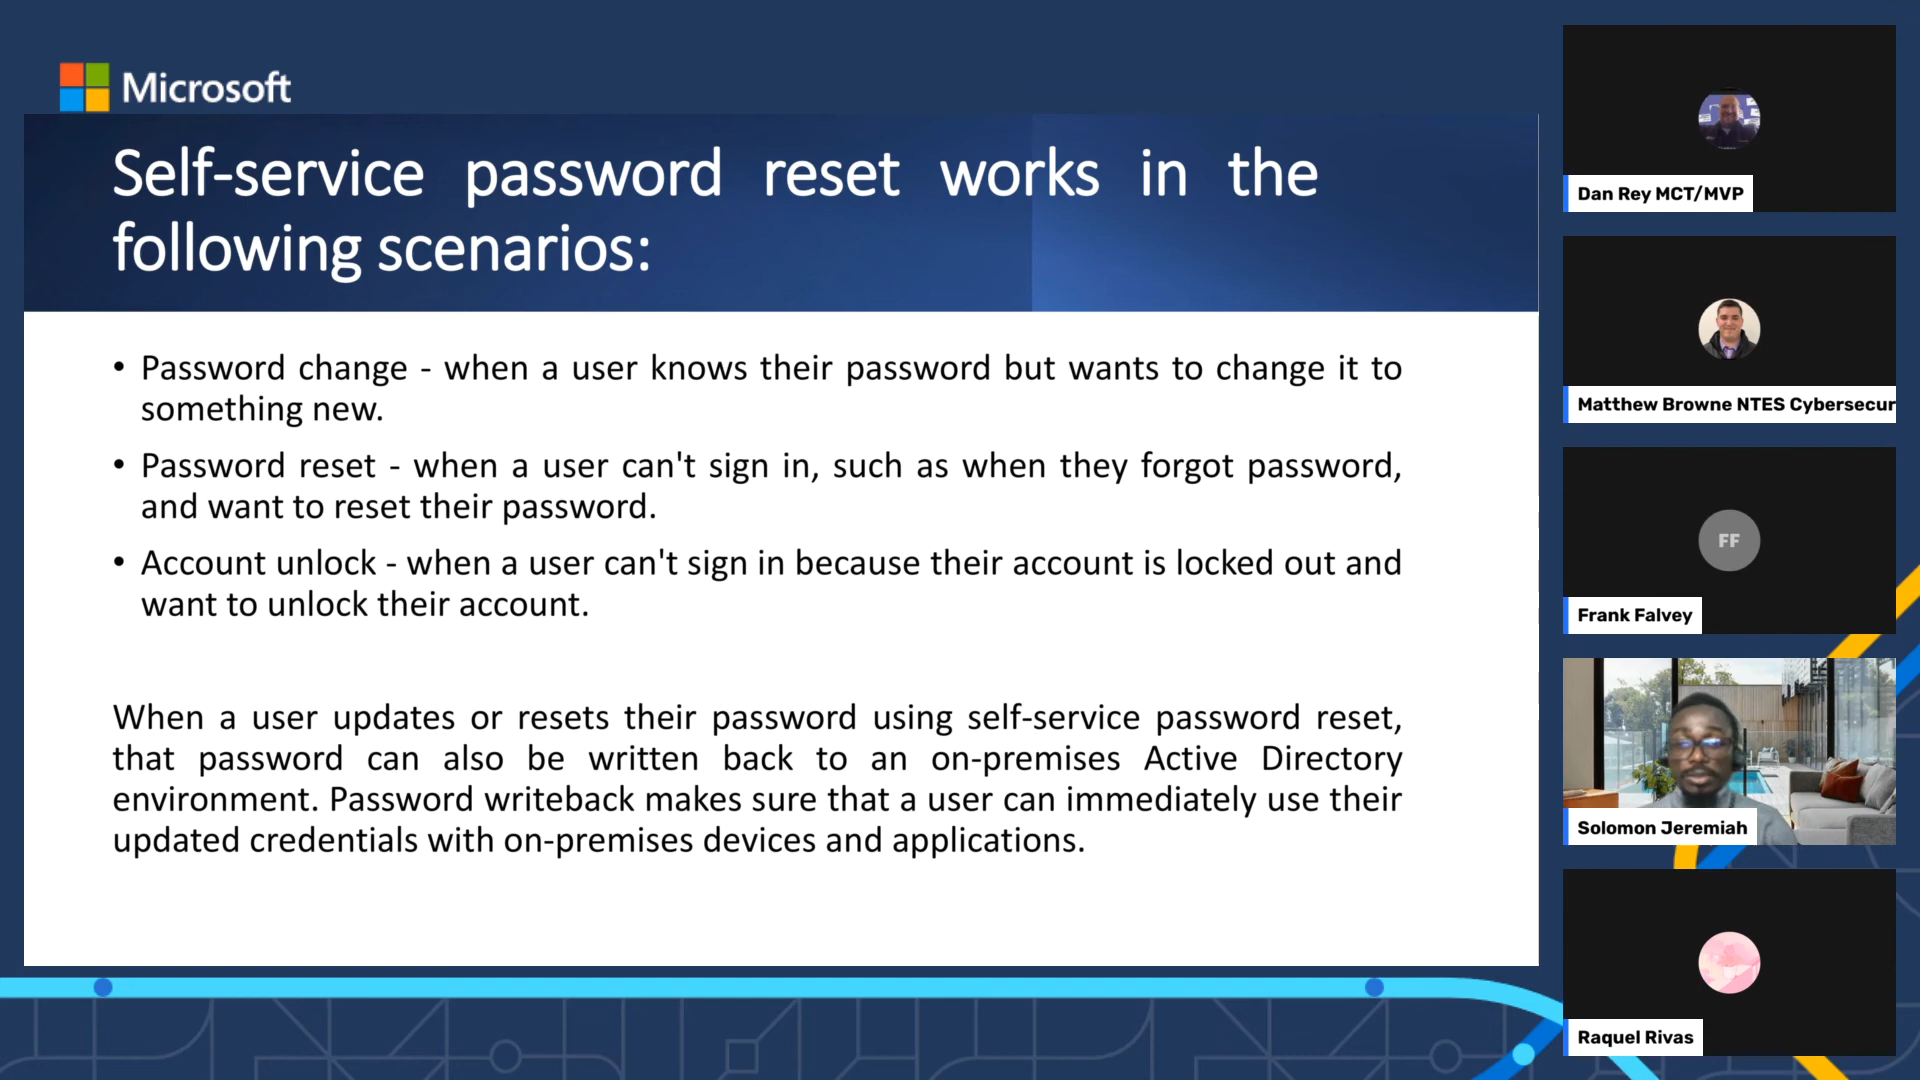 Microsoft
Self-service password reset works in the
following scenarios:
• Password change - when a user knows their password but wants to change it to
something new.
• Password reset - when a user can't sign in, such as when they forgot password,
and want to reset their password.
• Account unlock - when a user can't sign in because their account is locked out and
want to unlock their account.
When a user updates or resets their password using self-service password reset,
that password can also be written back to an on-premises Active Directory
environment. Password writeback makes sure that a user can immediately use their
updated credentials with on-premises devices and applications.
Dan Rey MCT/MVP
Matthew Browne NTES Cybersecur
FF
Frank Falvey
Solomon Jeremiah
Raquel Rivas